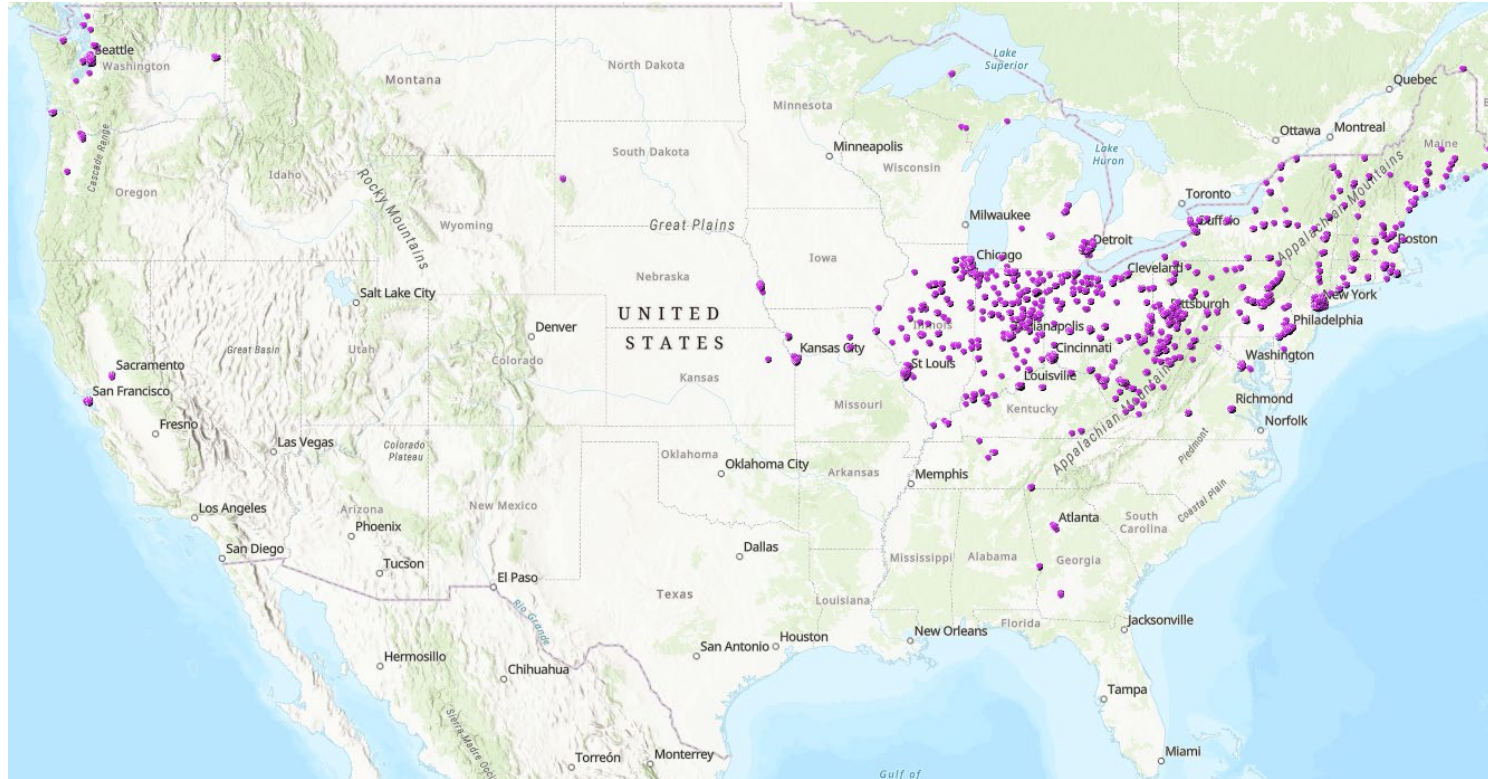 Lake
Superior
Quebec
Seattle
Washington
North Dakota
Montana
Minnesota
Ottawa
Montreal
Maine
Lake
Huron
Minneapolis
South Dakota
Wisconsin
Cascade Range
Idaho
Oregon
Rocky Mountains
Toronto
Appalachian Mountains
Milwaukee
Buffalo
Wyoming
Great Plains
Detroit
Boston
Chicago
Iowa
Cleveland
Nebraska
Salt Lake City
New York
Pittsburgh
UNITED
STATES
Denver
Illinois
Indianapolis
Philadelphia
Great Basin
Utah
Kansas City
Cincinnati
Washington
Colorado
Sacramento
St Louis
Louisville
Kansas
San Francisco
Missouri
Kentucky
Appalachian Mountains
Richmond
Fresno
Norfolk
Las Vegas
Colorado
Plateau
Oklahoma
Oklahoma City
Arkansas
Memphis
Piedmont
Los Angeles
Arizona
New Mexico
Coastal Plain
Atlanta
South
Carolina
Phoenix
San Diego
Dallas
Mississippi
Alabama
Georgia
Tucson
El Paso
Texas
Louisiana
Rio Grande
Florida
Jacksonville
New Orleans
Houston
San Antonio
Hermosillo
Chihuahua
Tampa
Sierra Madre Occ
Torreón
Monterrey
Miami
Gulf of